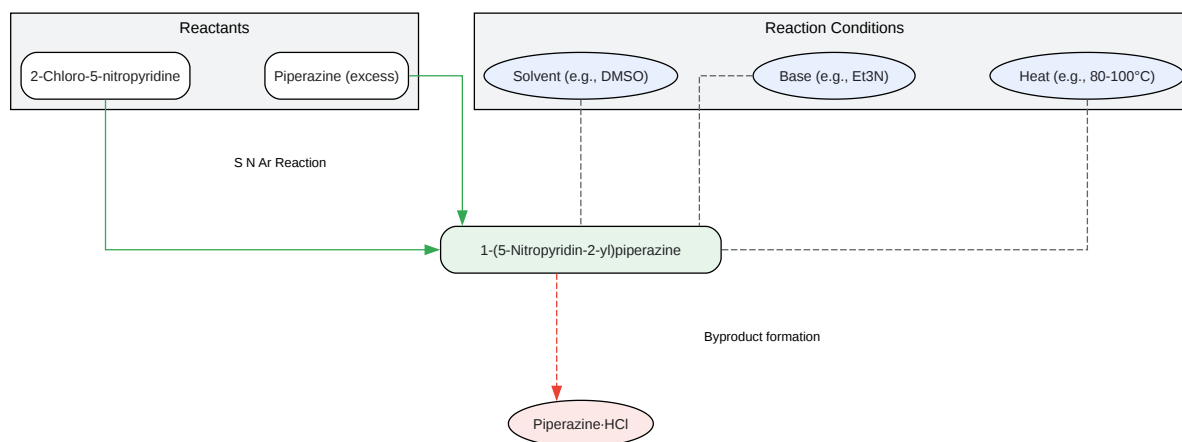 Reactants
Reaction Conditions
2-Chloro-5-nitropyridine
Piperazine (excess)
Solvent (e.g., DMSO)
Base (e.g., Et3N)
Heat (e.g., 80-100°C)
S N Ar Reaction
1-(5-Nitropyridin-2-yl)piperazine
Byproduct formation
Piperazine·HCl